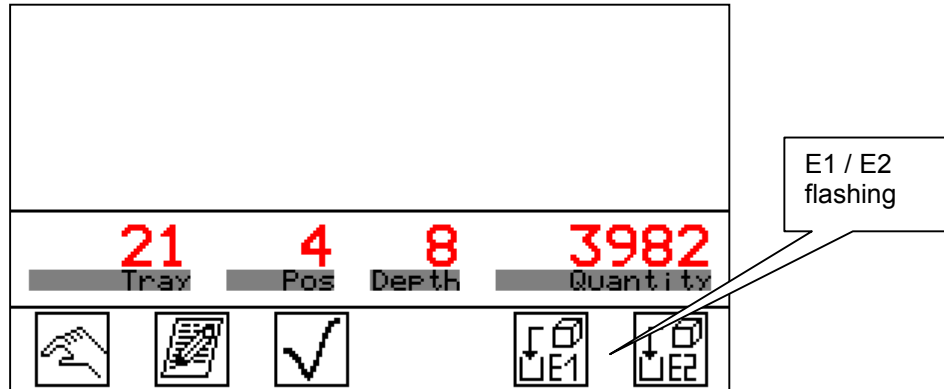 E1 / E2
flashing
21 4 8 3982
Tray Pos Depth Quantity
E1 E2